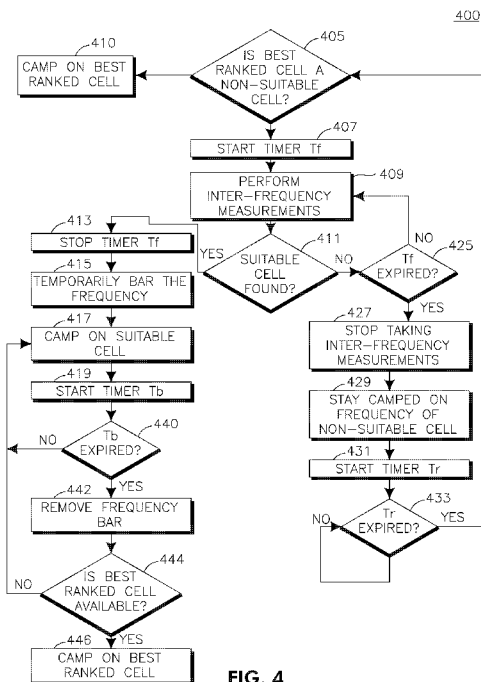 400
410
CAMP ON BEST
RANKED CELL
405
IS BEST
RANKED CELL A
NON-SUITABLE
CELL?
407
START TIMER Tf
409
PERFORM
INTER-FREQUENCY
MEASUREMENTS
413
STOP TIMER Tf
YES
411
SUITABLE
CELL
FOUND?
NO
NO
425
Tf
EXPIRED?
YES
415
TEMPORARILY BAR THE
FREQUENCY
417
CAMP ON SUITABLE
CELL
419
START TIMER Tb
440
Tb
EXPIRED?
NO
YES
442
REMOVE FREQUENCY
BAR
444
IS BEST
RANKED CELL
AVAILABLE?
NO
YES
446
CAMP ON BEST
RANKED CELL
427
STOP TAKING
INTER-FREQUENCY
MEASUREMENTS
429
STAY CAMPED ON
FREQUENCY OF
NON-SUITABLE CELL
431
START TIMER Tr
433
Tr
EXPIRED?
NO
YES
FIG. 4